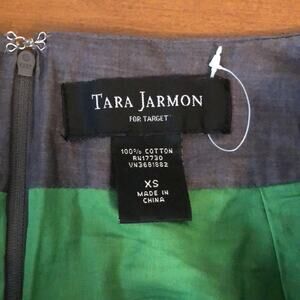 TARA JARMON
FOR TARGET
100% COTTON
RN17730
VN3681882
XS
MADE IN
CHINA